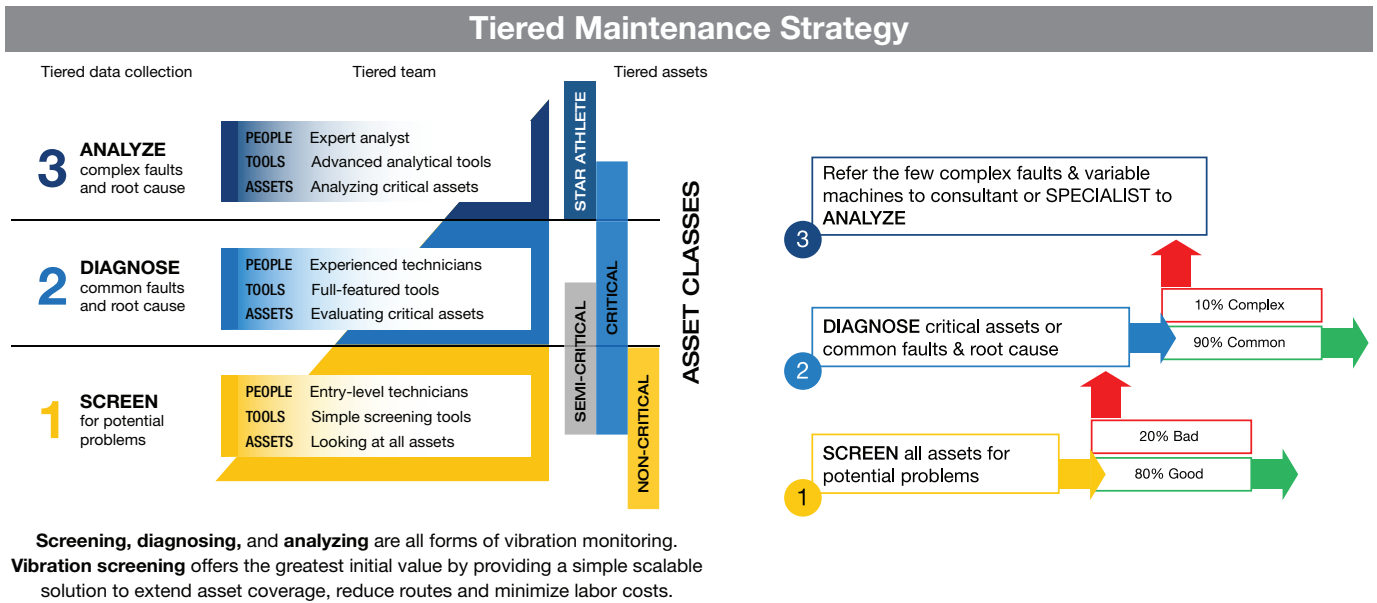 Tiered Maintenance Strategy
Tiered data collection
Tiered team
Tiered assets
3
ANALYZE
complex faults
and root cause
PEOPLE Expert analyst
TOOLS Advanced analytical tools
ASSETS Analyzing critical assets
2
DIAGNOSE
common faults
and root cause
PEOPLE Experienced technicians
TOOLS Full-featured tools
ASSETS Evaluating critical assets
1
SCREEN
for potential
problems
PEOPLE Entry-level technicians
TOOLS Simple screening tools
ASSETS Looking at all assets
STAR ATHLETE
CRITICAL
SEMI-CRITICAL
NON-CRITICAL
ASSET CLASSES
Screening, diagnosing, and analyzing are all forms of vibration monitoring.
Vibration screening offers the greatest initial value by providing a simple scalable
solution to extend asset coverage, reduce routes and minimize labor costs.
Refer the few complex faults & variable
machines to consultant or SPECIALIST to
ANALYZE
3
10% Complex
90% Common
DIAGNOSE critical assets or
common faults & root cause
2
20% Bad
80% Good
SCREEN all assets for
potential problems
1